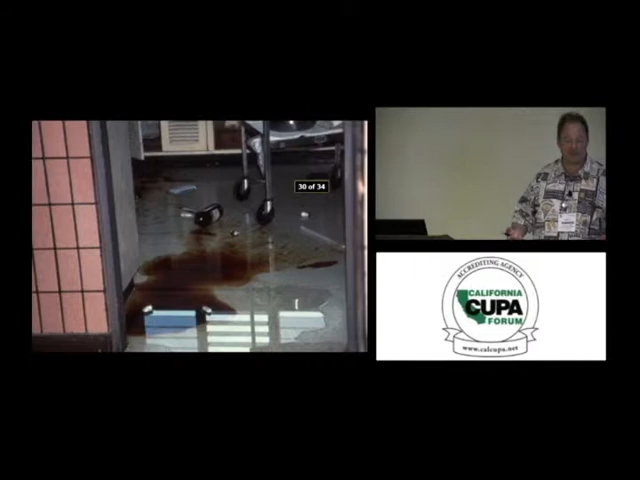 30 of 34
ACCREDITING AGENCY
CALIFORNIA
CUPA
FORUM
www.calcupa.net